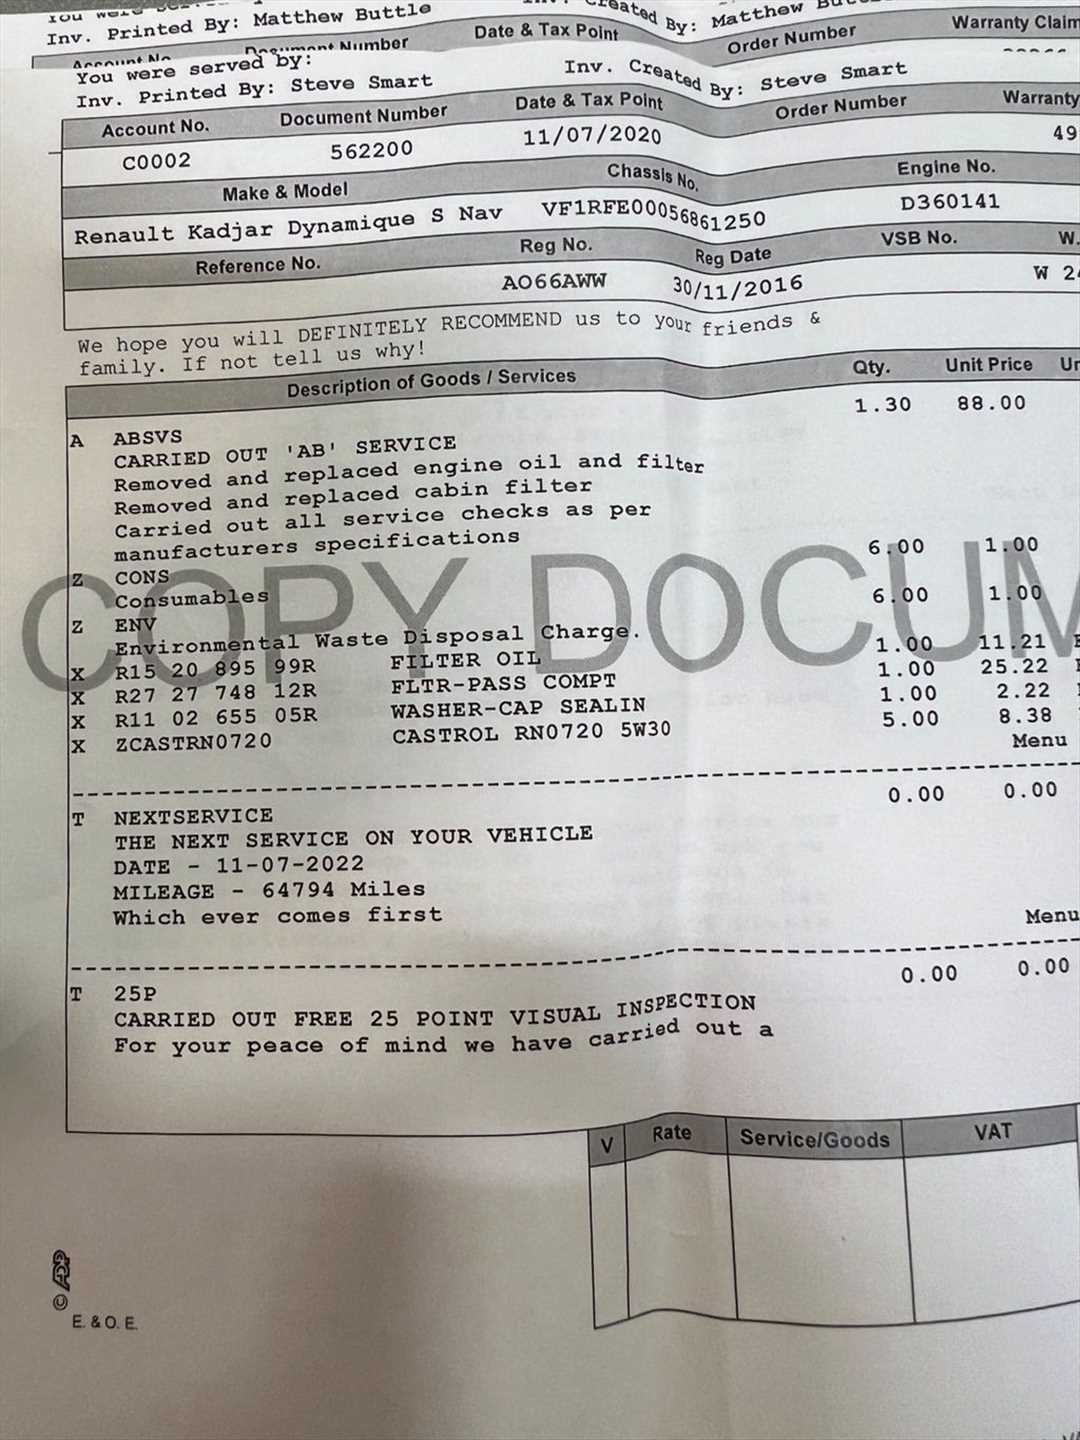 Inv. Printed By: Matthew Buttle
Created By: Matthew
Document Number Date & Tax Point Order Number Warranty Claim
You were served by:
Inv. Printed By: Steve Smart Inv. Created By: Steve Smart
Account No. Document Number Date & Tax Point Order Number Warranty
C0002 562200 11/07/2020 49
Make & Model Chassis No. Engine No.
Renault Kadjar Dynamique S Nav VF1RFE00056861250 D360141
Reference No. Reg No. Reg Date VSB No. W.
AO66AWW 30/11/2016 W 24
We hope you will DEFINITELY RECOMMEND us to your friends &
family. If not tell us why!
Description of Goods / Services Qty. Unit Price
A ABSVS 1.30 88.00
CARRIED OUT 'AB' SERVICE
Removed and replaced engine oil and filter
Removed and replaced cabin filter
Carried out all service checks as per
manufacturers specifications
Z CONS 6.00 1.00
Consumables
Z ENV 6.00 1.00
Environmental Waste Disposal Charge.
X R15 20 895 99R FILTER OIL 1.00 11.21
X R27 27 748 12R FLTR-PASS COMPT 1.00 25.22
X R11 02 655 05R WASHER-CAP SEALIN 1.00 2.22
X ZCASTRN0720 CASTROL RN0720 5W30 5.00 8.38
Menu
COPY DOCUM
T NEXTSERVICE 0.00 0.00
THE NEXT SERVICE ON YOUR VEHICLE
DATE - 11-07-2022
MILEAGE - 64794 Miles
Which ever comes first
Menu
T 25P 0.00 0.00
CARRIED OUT FREE 25 POINT VISUAL INSPECTION
For your peace of mind we have carried out a
V Rate Service/Goods VAT
© ADP
E. & O. E.